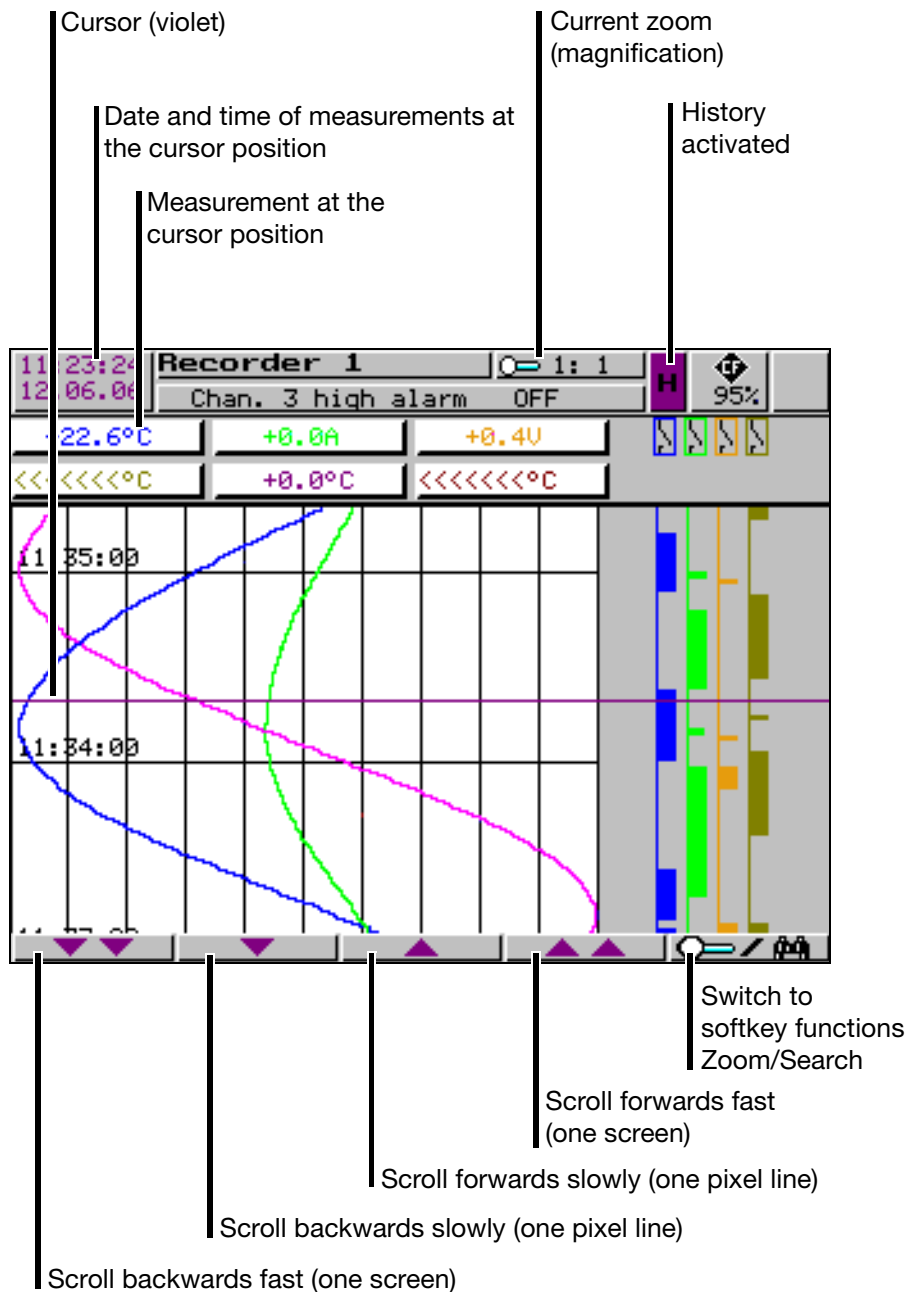 Cursor (violet)
Current zoom
(magnification)
Date and time of measurements at
the cursor position
History
activated
Measurement at the
cursor position
11:23:24
12.06.06
Recorder 1
1: 1
Chan. 3 high alarm OFF
H
CF
95%
22.6°C
+0.0A
+0.4V
<<<<<<<°C
+0.0°C
<<<<<<<°C
11:35:00
11:34:00
Switch to
softkey functions
Zoom/Search
Scroll forwards fast
(one screen)
Scroll forwards slowly (one pixel line)
Scroll backwards slowly (one pixel line)
Scroll backwards fast (one screen)